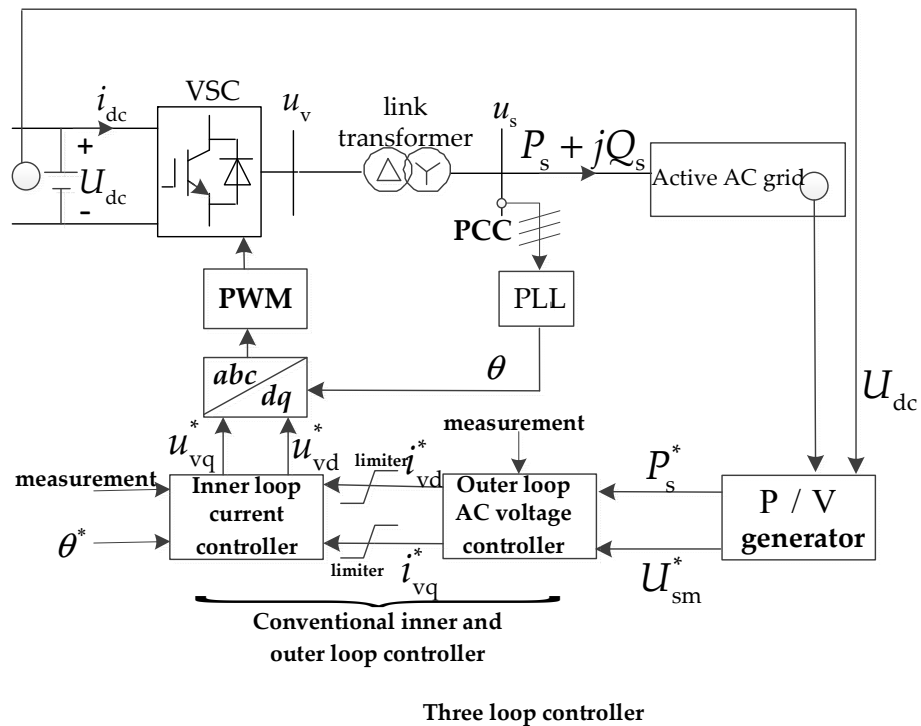 VSC
i_dc
u_v
link
transformer
u_s
P_s + jQ_s
+
U_dc
-
Active AC grid
PCC
PWM
PLL
abc
dq
θ
U_dc
u*_vq
u*_vd
measurement
measurement
limiter
i*_vd
P*_s
Inner loop
current
controller
Outer loop
AC voltage
controller
P / V
generator
θ*
limiter
i*_vq
U*_sm
Conventional inner and
outer loop controller
Three loop controller